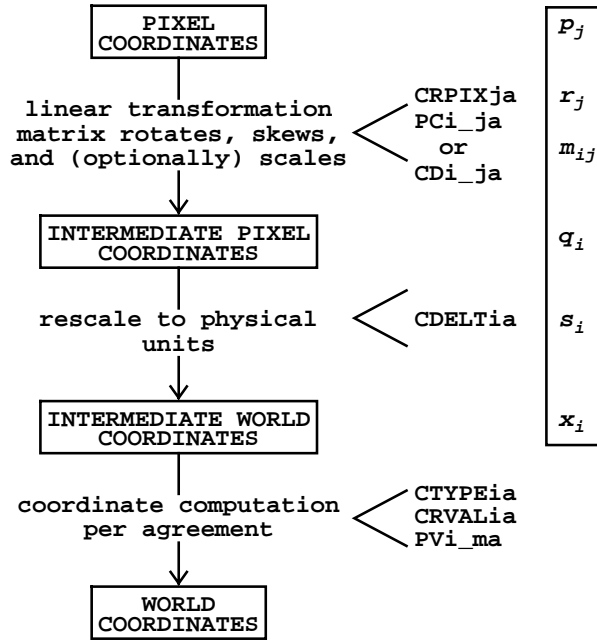 PIXEL
COORDINATES
p_j
linear transformation
matrix rotates, skews,
and (optionally) scales
CRPIXja
PCi_ja
or
CDi_ja
r_j
m_ij
INTERMEDIATE PIXEL
COORDINATES
q_i
rescale to physical
units
CDELTia
s_i
INTERMEDIATE WORLD
COORDINATES
x_i
coordinate computation
per agreement
CTYPEia
CRVALia
PVi_ma
WORLD
COORDINATES